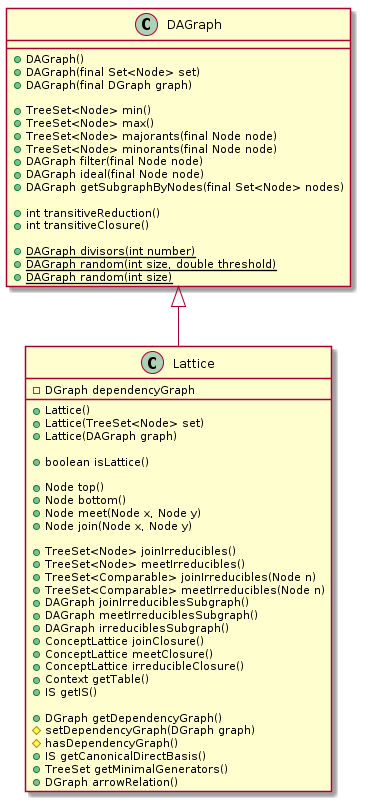 C DAGraph
DAGraph()
DAGraph(final Set<Node> set)
DAGraph(final DGraph graph)
TreeSet<Node> min()
TreeSet<Node> max()
TreeSet<Node> majorants(final Node node)
TreeSet<Node> minorants(final Node node)
DAGraph filter(final Node node)
DAGraph ideal(final Node node)
DAGraph getSubgraphByNodes(final Set<Node> nodes)
int transitiveReduction()
int transitiveClosure()
DAGraph divisors(int number)
DAGraph random(int size, double threshold)
DAGraph random(int size)
C Lattice
DGraph dependencyGraph
Lattice()
Lattice(TreeSet<Node> set)
Lattice(DAGraph graph)
boolean isLattice()
Node top()
Node bottom()
Node meet(Node x, Node y)
Node join(Node x, Node y)
TreeSet<Node> joinIrreducibles()
TreeSet<Node> meetIrreducibles()
TreeSet<Comparable> joinIrreducibles(Node n)
TreeSet<Comparable> meetIrreducibles(Node n)
DAGraph joinIrreduciblesSubgraph()
DAGraph meetIrreduciblesSubgraph()
DAGraph irreduciblesSubgraph()
ConceptLattice joinClosure()
ConceptLattice meetClosure()
ConceptLattice irreducibleClosure()
Context getTable()
IS getIS()
DGraph getDependencyGraph()
setDependencyGraph(DGraph graph)
hasDependencyGraph()
IS getCanonicalDirectBasis()
TreeSet getMinimalGenerators()
DGraph arrowRelation()